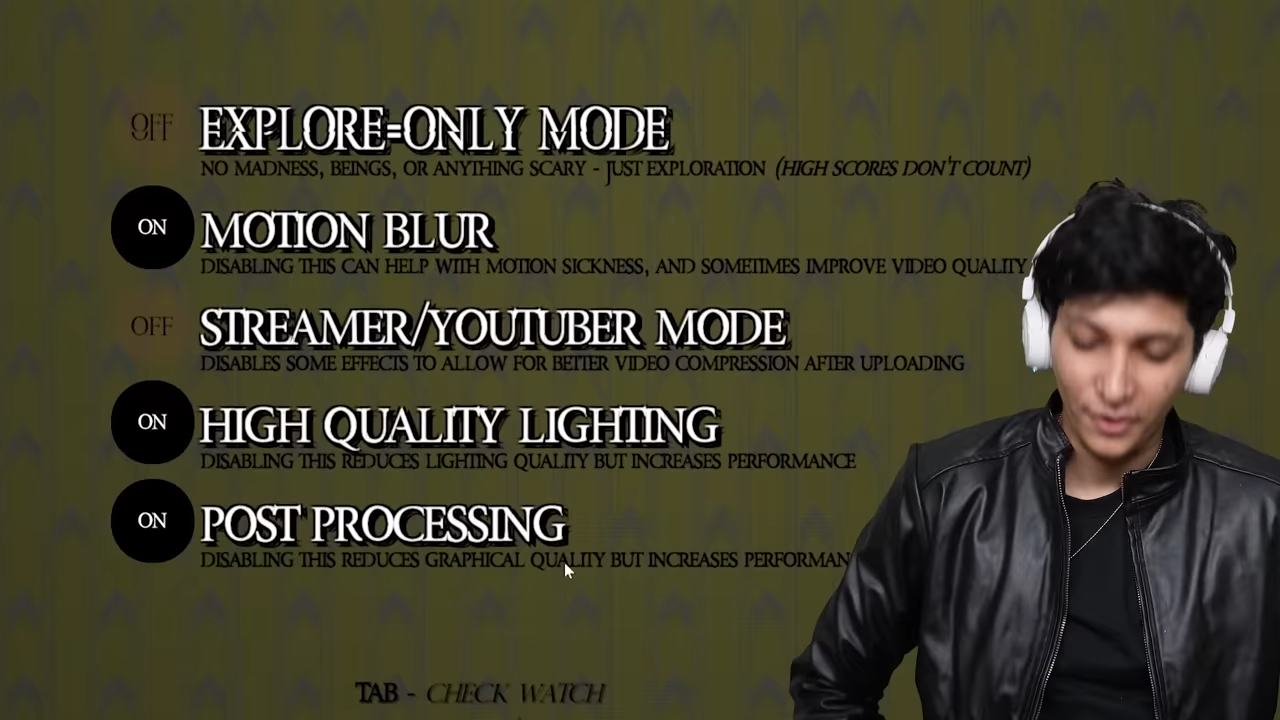 OFF EXPLORE=ONLY MODE
NO MADNESS, BEINGS, OR ANYTHING SCARY - JUST EXPLORATION (HIGH SCORES DON'T COUNT)
ON MOTION BLUR
DISABLING THIS CAN HELP WITH MOTION SICKNESS, AND SOMETIMES IMPROVE VIDEO QUALITY
OFF STREAMER/YOUTUBER MODE
DISABLES SOME EFFECTS TO ALLOW FOR BETTER VIDEO COMPRESSION AFTER UPLOADING
ON HIGH QUALITY LIGHTING
DISABLING THIS REDUCES LIGHTING QUALITY BUT INCREASES PERFORMANCE
ON POST PROCESSING
DISABLING THIS REDUCES GRAPHICAL QUALITY BUT INCREASES PERFORMAN
TAB - CHECK WATCH